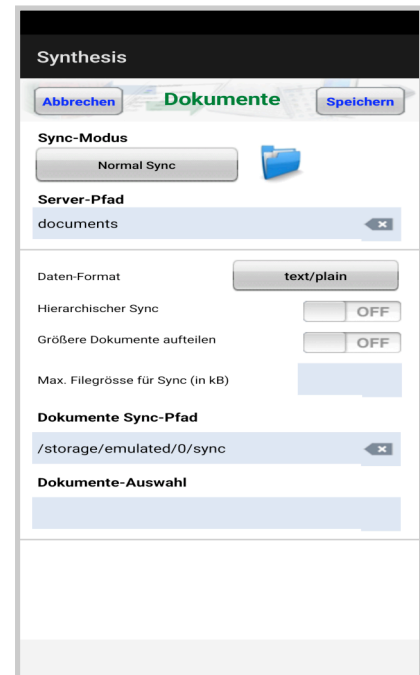 Synthesis
Abbrechen Dokumente Speichern
Sync-Modus
Normal Sync
Server-Pfad
documents
Daten-Format text/plain
Hierarchischer Sync OFF
Größere Dokumente aufteilen OFF
Max. Filegrösse für Sync (in kB)
Dokumente Sync-Pfad
/storage/emulated/0/sync
Dokumente-Auswahl